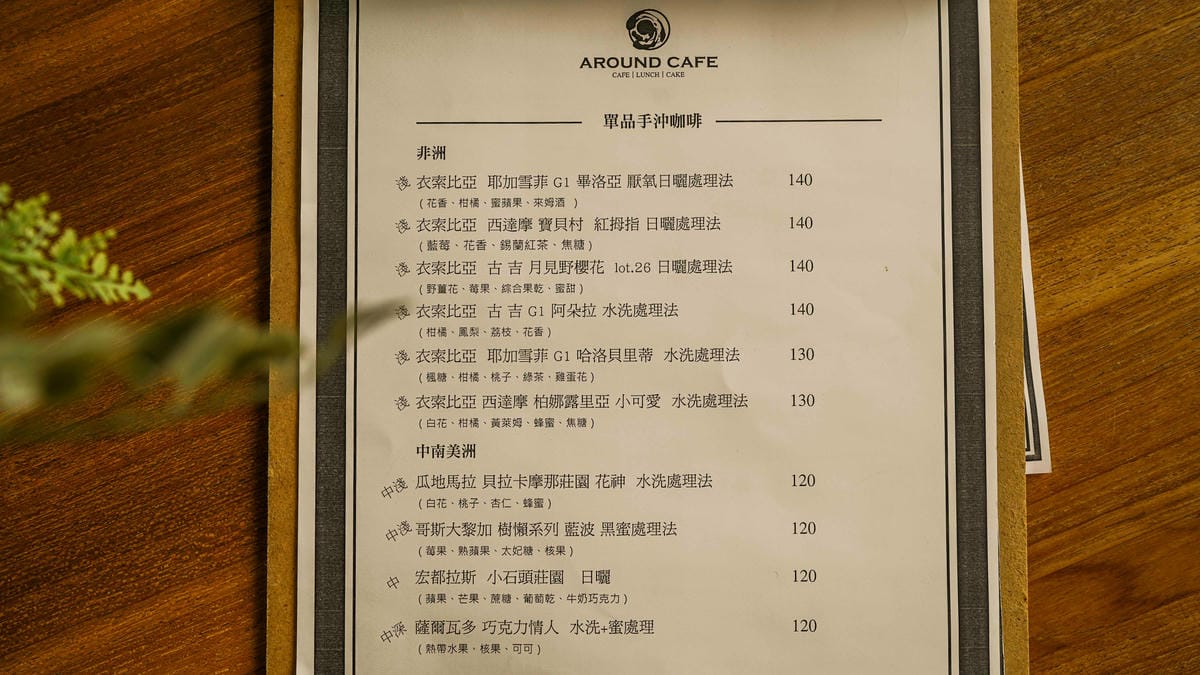 AROUND CAFE
CAFE | LUNCH | CAKE
單品手沖咖啡
非洲
淺 衣索比亞 耶加雪菲 G1 畢洛亞 厭氧日曬處理法 140
(花香、柑橘、蜜蘋果、來姆酒 )
淺 衣索比亞 西達摩 寶貝村 紅拇指 日曬處理法 140
(藍莓、花香、錫蘭紅茶、焦糖)
淺 衣索比亞 古吉 月見野櫻花 lot.26 日曬處理法 140
(野薑花、莓果、綜合果乾、蜜甜)
淺 衣索比亞 古吉 G1 阿朵拉 水洗處理法 140
(柑橘、鳳梨、荔枝、花香)
淺 衣索比亞 耶加雪菲 G1 哈洛貝里蒂 水洗處理法 130
(楓糖、柑橘、桃子、綠茶、雞蛋花)
淺 衣索比亞 西達摩 柏娜露里亞 小可愛 水洗處理法 130
(白花、柑橘、黃萊姆、蜂蜜、焦糖)
中南美洲
中淺 瓜地馬拉 貝拉卡摩那莊園 花神 水洗處理法 120
(白花、桃子、杏仁、蜂蜜)
中淺 哥斯大黎加 樹懶系列 藍波 黑蜜處理法 120
(莓果、熟蘋果、太妃糖、核果)
中 宏都拉斯 小石頭莊園 日曬 120
(蘋果、芒果、蔗糖、葡萄乾、牛奶巧克力)
中深 薩爾瓦多 巧克力情人 水洗+蜜處理 120
(熱帶水果、核果、可可)